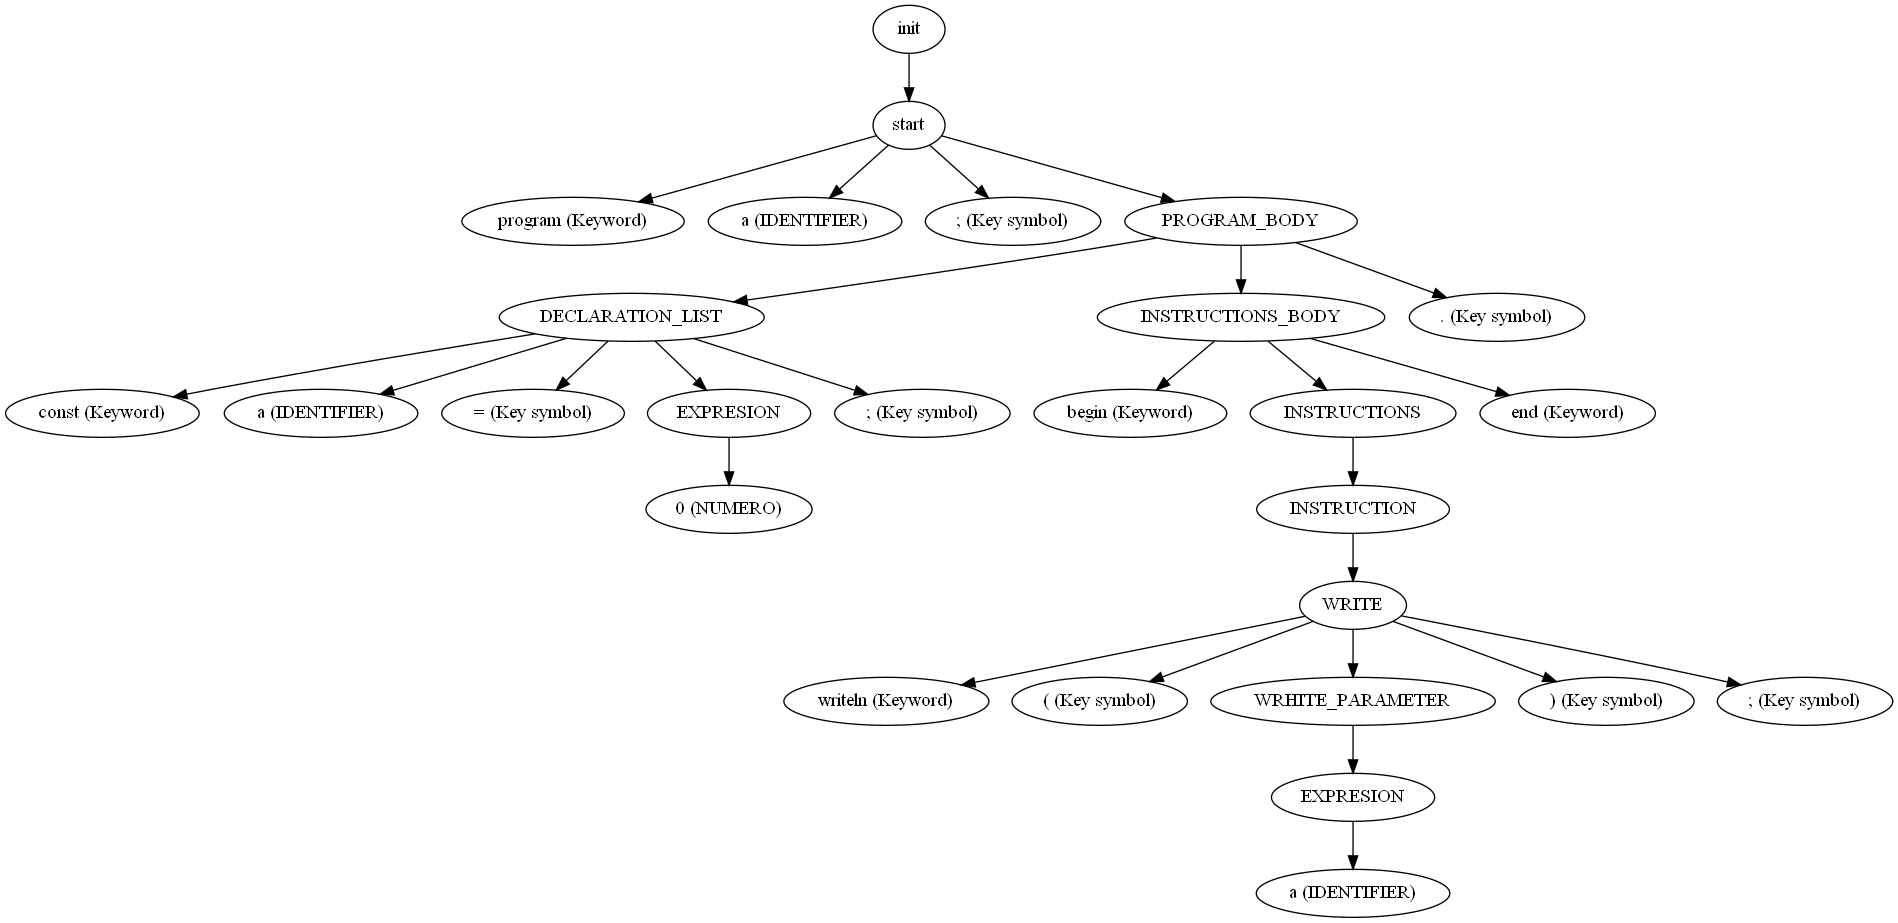 init
start
program (Keyword)
a (IDENTIFIER)
; (Key symbol)
PROGRAM_BODY
DECLARATION_LIST
INSTRUCTIONS_BODY
. (Key symbol)
const (Keyword)
a (IDENTIFIER)
= (Key symbol)
EXPRESION
; (Key symbol)
begin (Keyword)
INSTRUCTIONS
end (Keyword)
0 (NUMERO)
INSTRUCTION
WRITE
writeln (Keyword)
( (Key symbol)
WRHITE_PARAMETER
) (Key symbol)
; (Key symbol)
EXPRESION
a (IDENTIFIER)